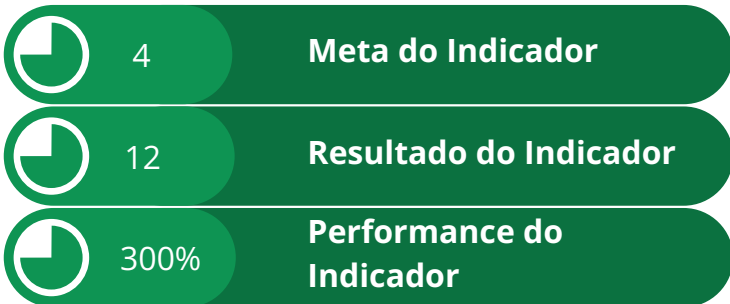 4 Meta do Indicador
12 Resultado do Indicador
300% Performance do
Indicador